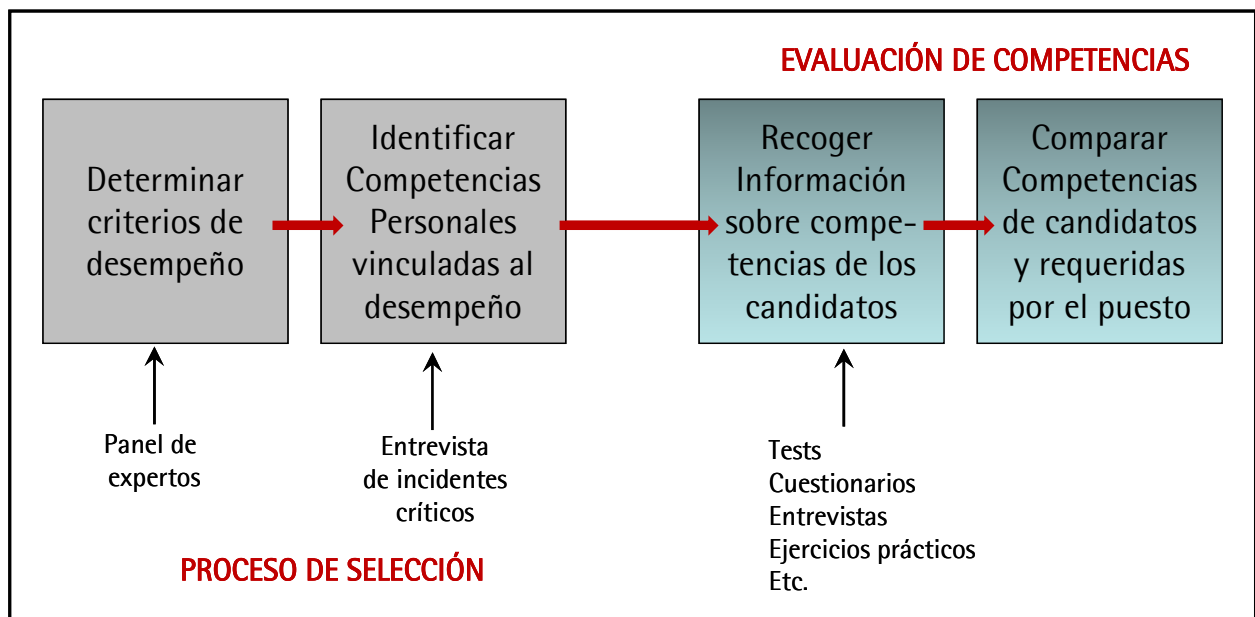 EVALUACIÓN DE COMPETENCIAS
Determinar
criterios de
desempeño
Identificar
Competencias
Personales
vinculadas al
desempeño
Recoger
Información
sobre compe-
tencias de los
candidatos
Comparar
Competencias
de candidatos
y requeridas
por el puesto
Panel de
expertos
Entrevista
de incidentes
críticos
Tests
Cuestionarios
Entrevistas
Ejercicios prácticos
Etc.
PROCESO DE SELECCIÓN